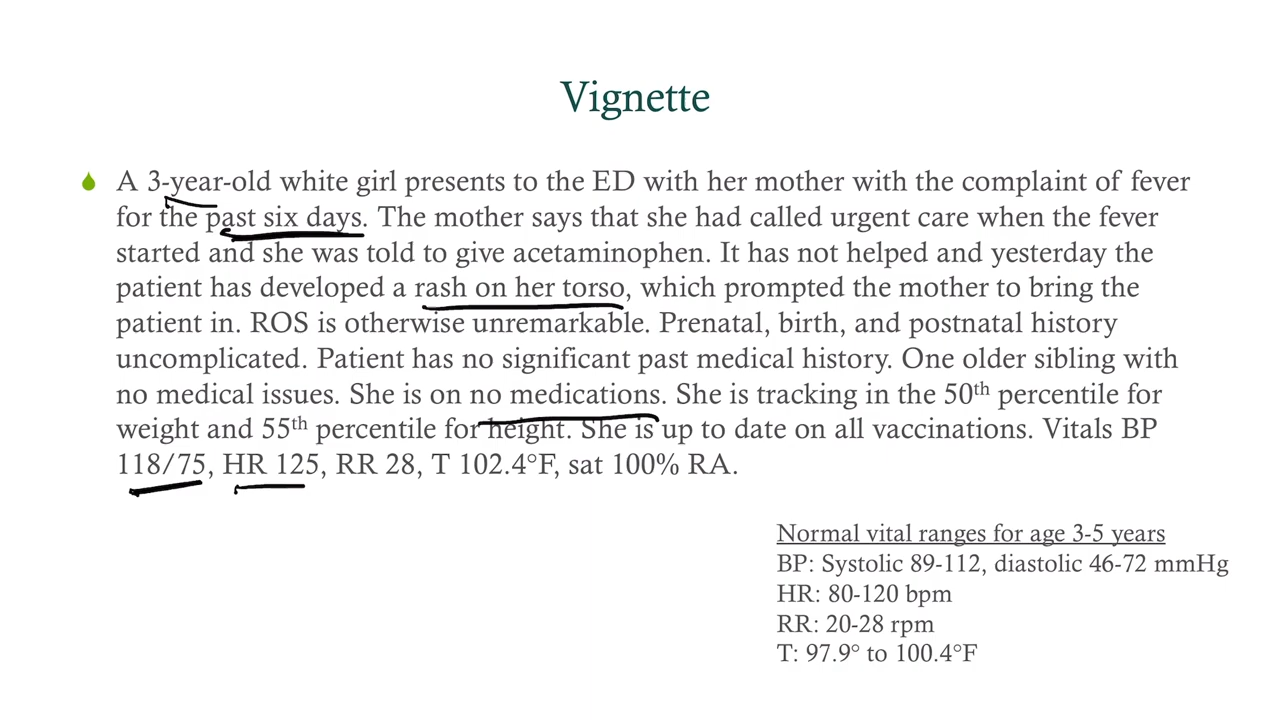 Vignette
A 3-year-old white girl presents to the ED with her mother with the complaint of fever
for the past six days. The mother says that she had called urgent care when the fever
started and she was told to give acetaminophen. It has not helped and yesterday the
patient has developed a rash on her torso, which prompted the mother to bring the
patient in. ROS is otherwise unremarkable. Prenatal, birth, and postnatal history
uncomplicated. Patient has no significant past medical history. One older sibling with
no medical issues. She is on no medications. She is tracking in the 50th percentile for
weight and 55th percentile for height. She is up to date on all vaccinations. Vitals BP
118/75, HR 125, RR 28, T 102.4°F, sat 100% RA.
Normal vital ranges for age 3-5 years
BP: Systolic 89-112, diastolic 46-72 mmHg
HR: 80-120 bpm
RR: 20-28 rpm
T: 97.9° to 100.4°F